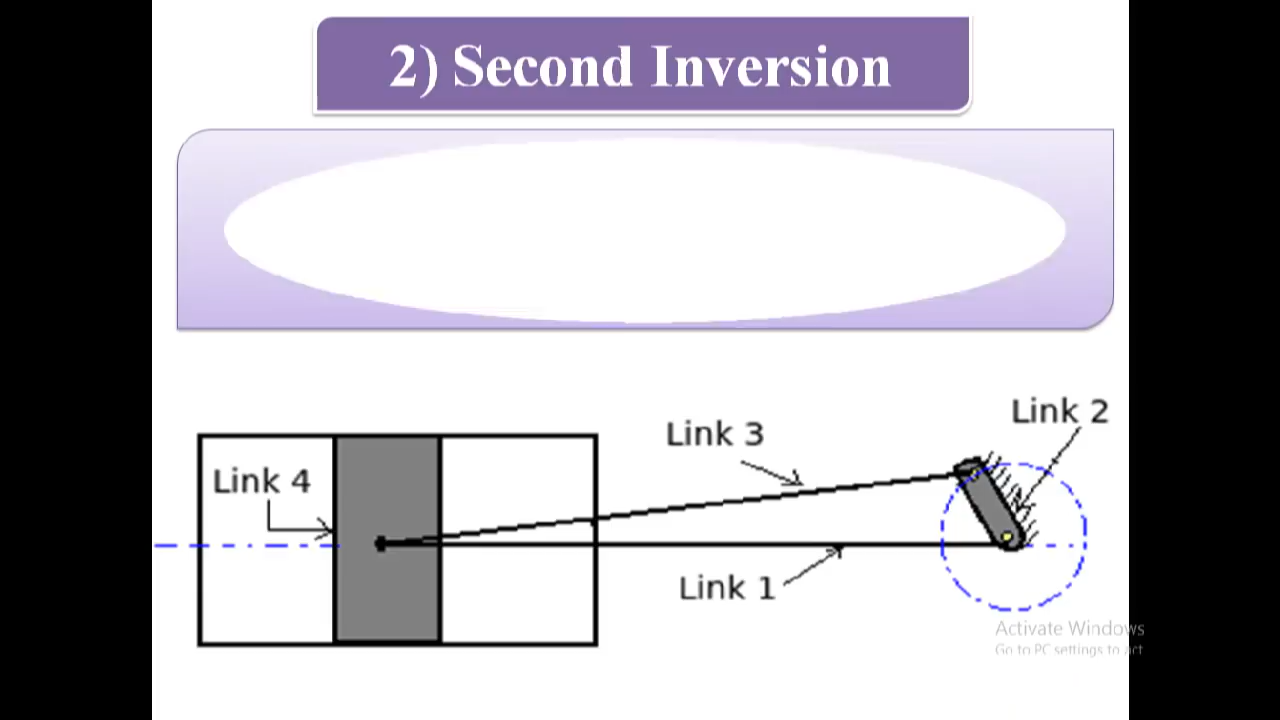 2) Second Inversion
Link 2
Link 3
Link 4
Link 1
Activate Windows
Go to PC settings to act